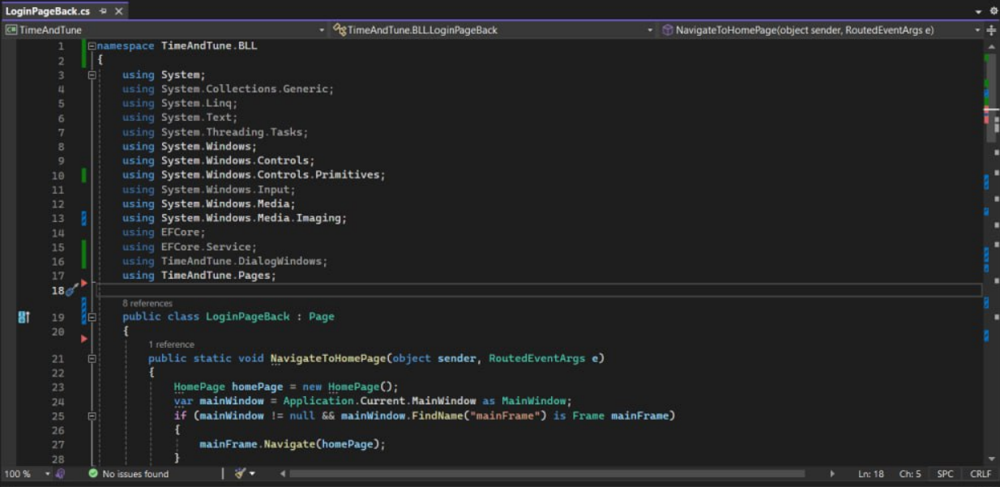 LoginPageBack.cs
TimeAndTune TimeAndTune.BLL.LoginPageBack NavigateToHomePage(object sender, RoutedEventArgs e)
1 namespace TimeAndTune.BLL
2 {
3 using System;
4 using System.Collections.Generic;
5 using System.Linq;
6 using System.Text;
7 using System.Threading.Tasks;
8 using System.Windows;
9 using System.Windows.Controls;
10 using System.Windows.Controls.Primitives;
11 using System.Windows.Input;
12 using System.Windows.Media;
13 using System.Windows.Media.Imaging;
14 using EFCore;
15 using EFCore.Service;
16 using TimeAndTune.DialogWindows;
17 using TimeAndTune.Pages;
18
8 references
19 public class LoginPageBack : Page
20 {
1 reference
21 public static void NavigateToHomePage(object sender, RoutedEventArgs e)
22 {
23 HomePage homePage = new HomePage();
24 var mainWindow = Application.Current.MainWindow as MainWindow;
25 if (mainWindow != null && mainWindow.FindName("mainFrame") is Frame mainFrame)
26 {
27 mainFrame.Navigate(homePage);
28 }
100 % No issues found Ln: 18 Ch: 5 SPC CRLF